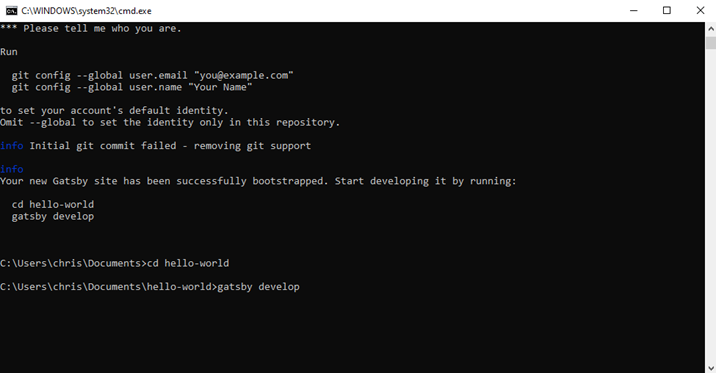 C:\WINDOWS\system32\cmd.exe
*** Please tell me who you are.
Run
git config --global user.email "you@example.com"
git config --global user.name "Your Name"
to set your account's default identity.
Omit --global to set the identity only in this repository.
info Initial git commit failed - removing git support
info
Your new Gatsby site has been successfully bootstrapped. Start developing it by running:
cd hello-world
gatsby develop
C:\Users\chris\Documents>cd hello-world
C:\Users\chris\Documents\hello-world>gatsby develop